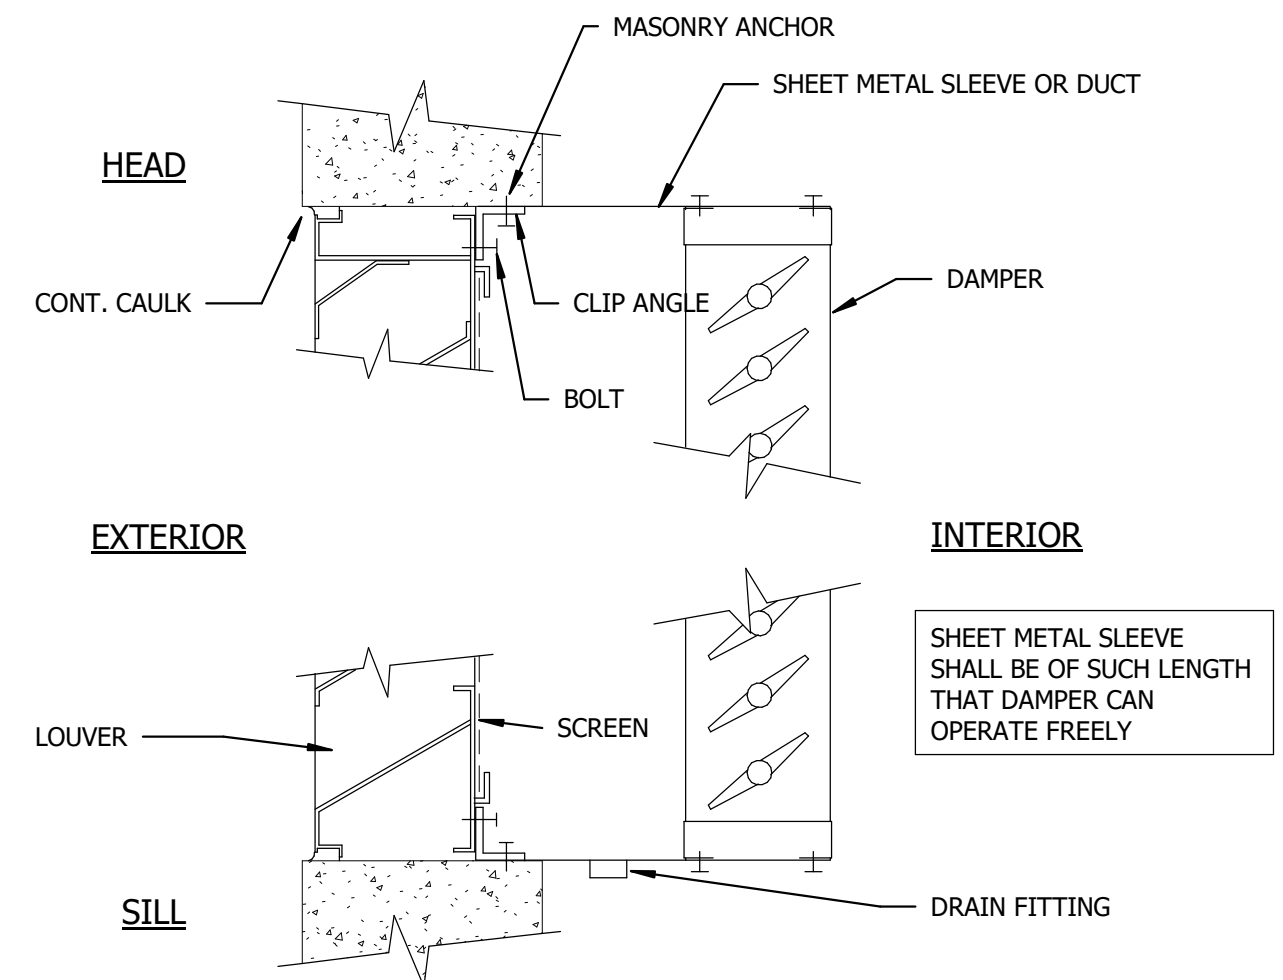 MASONRY ANCHOR
SHEET METAL SLEEVE OR DUCT
HEAD
DAMPER
CONT. CAULK
CLIP ANGLE
BOLT
EXTERIOR
INTERIOR
SHEET METAL SLEEVE
SHALL BE OF SUCH LENGTH
THAT DAMPER CAN
OPERATE FREELY
SCREEN
LOUVER
SILL
DRAIN FITTING